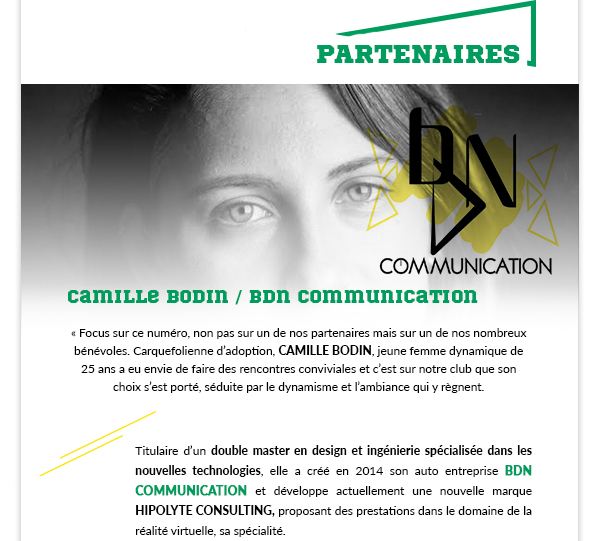 PARTENAIRES
BDN
COMMUNICATION
CAMILLE BODIN / BDN COMMUNICATION
« Focus sur ce numéro, non pas sur un de nos partenaires mais sur un de nos nombreux
bénévoles. Carquefolienne d’adoption, CAMILLE BODIN, jeune femme dynamique de
25 ans a eu envie de faire des rencontres conviviales et c’est sur notre club que son
choix s’est porté, séduite par le dynamisme et l’ambiance qui y règnent.
Titulaire d’un double master en design et ingénierie spécialisée dans les
nouvelles technologies, elle a créé en 2014 son auto entreprise BDN
COMMUNICATION et développe actuellement une nouvelle marque
HIPOLYTE CONSULTING, proposant des prestations dans le domaine de la
réalité virtuelle, sa spécialité.